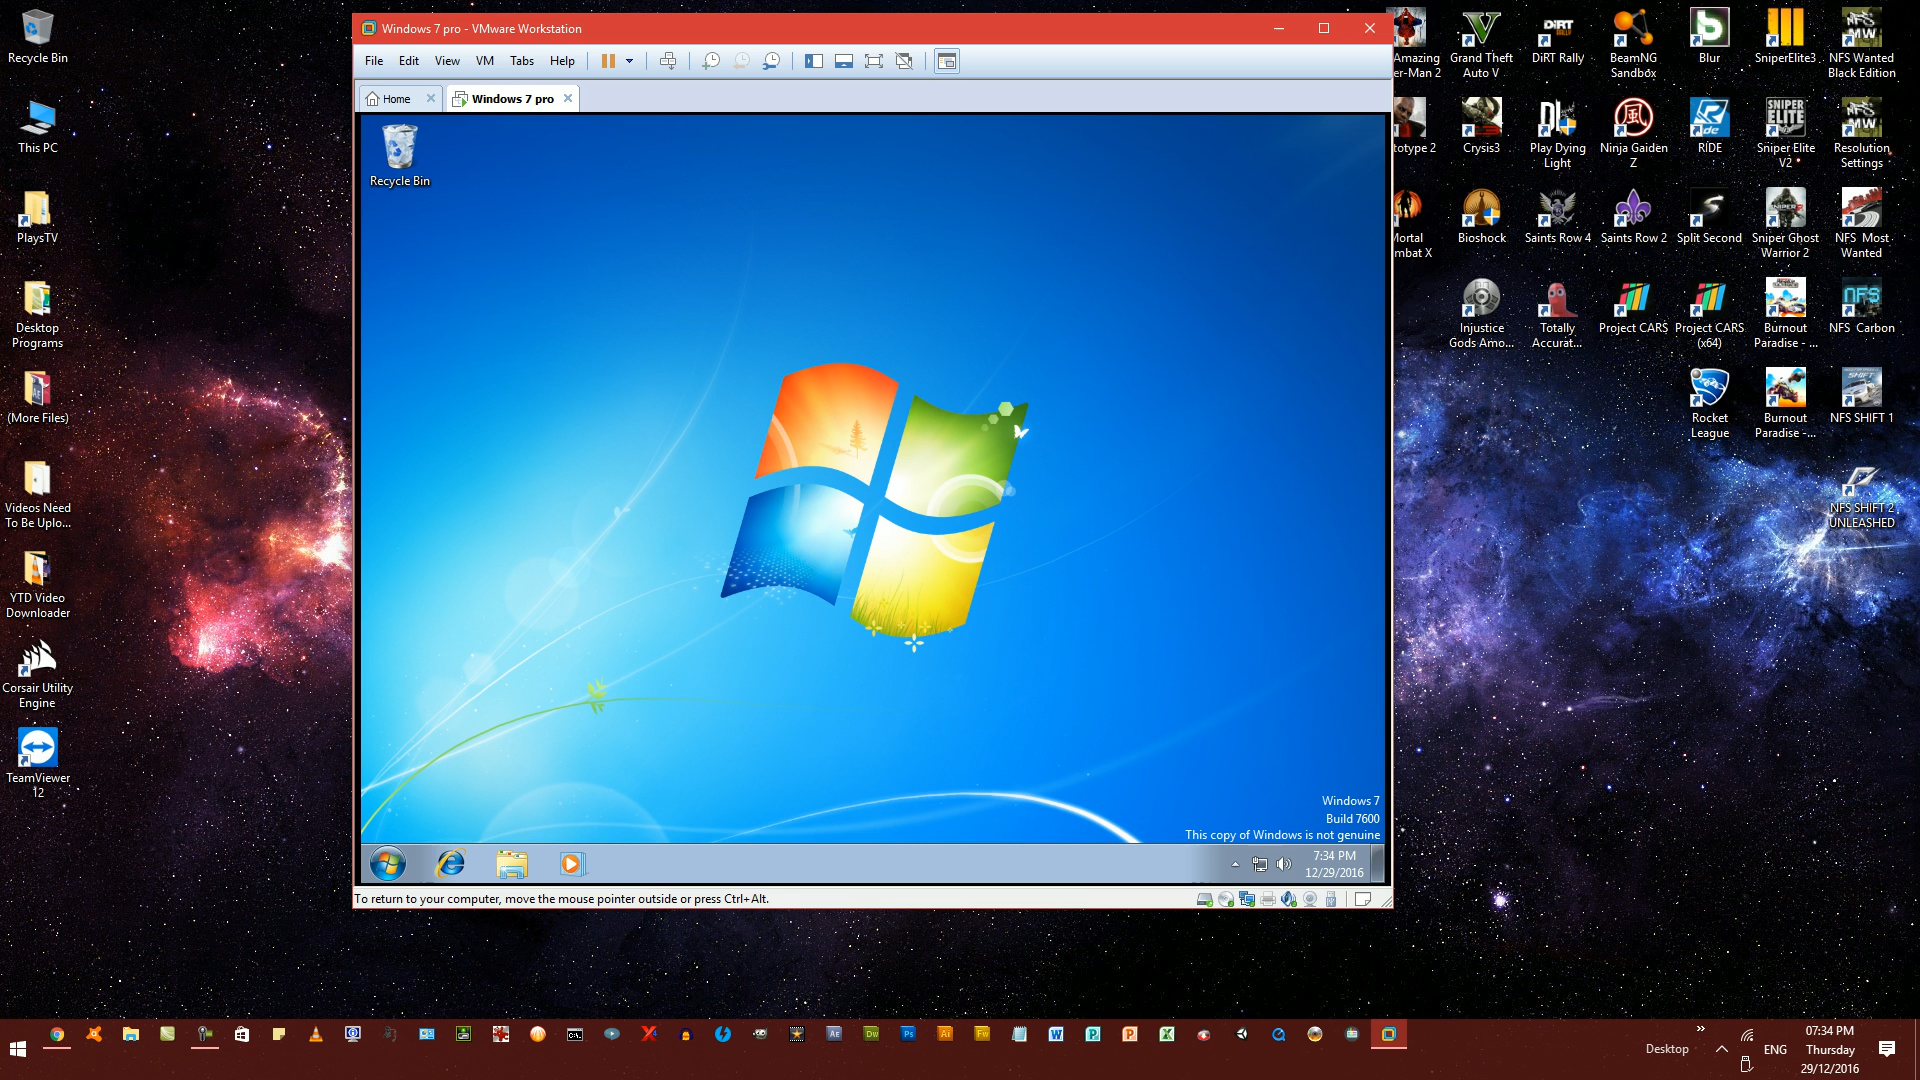 Recycle Bin
This PC
PlaysTV
Desktop
Programs
(More Files)
Videos Need
To Be Uplo...
YTD Video
Downloader
Corsair Utility
Engine
TeamViewer
12
Windows 7 pro - VMware Workstation
File Edit View VM Tabs Help
Home
Windows 7 pro
Recycle Bin
Windows 7
Build 7600
This copy of Windows is not genuine
7:34 PM
12/29/2016
To return to your computer, move the mouse pointer outside or press Ctrl+Alt.
Amazing
er-Man 2
Grand Theft
Auto V
DiRT Rally
BeamNG
Sandbox
Blur
SniperElite3
NFS Wanted
Black Edition
totype 2
Crysis3
Play Dying
Light
Ninja Gaiden
Z
RIDE
Sniper Elite
V2
Resolution
Settings
Mortal
mbat X
Bioshock
Saints Row 4
Saints Row 2
Split Second
Sniper Ghost
Warrior 2
NFS Most
Wanted
Injustice
Gods Amo...
Totally
Accurat...
Project CARS
Project CARS
(x64)
Burnout
Paradise - ...
NFS Carbon
Rocket
League
Burnout
Paradise -...
NFS SHIFT 1
NFS SHIFT 2
UNLEASHED
Desktop
ENG
07:34 PM
Thursday
29/12/2016